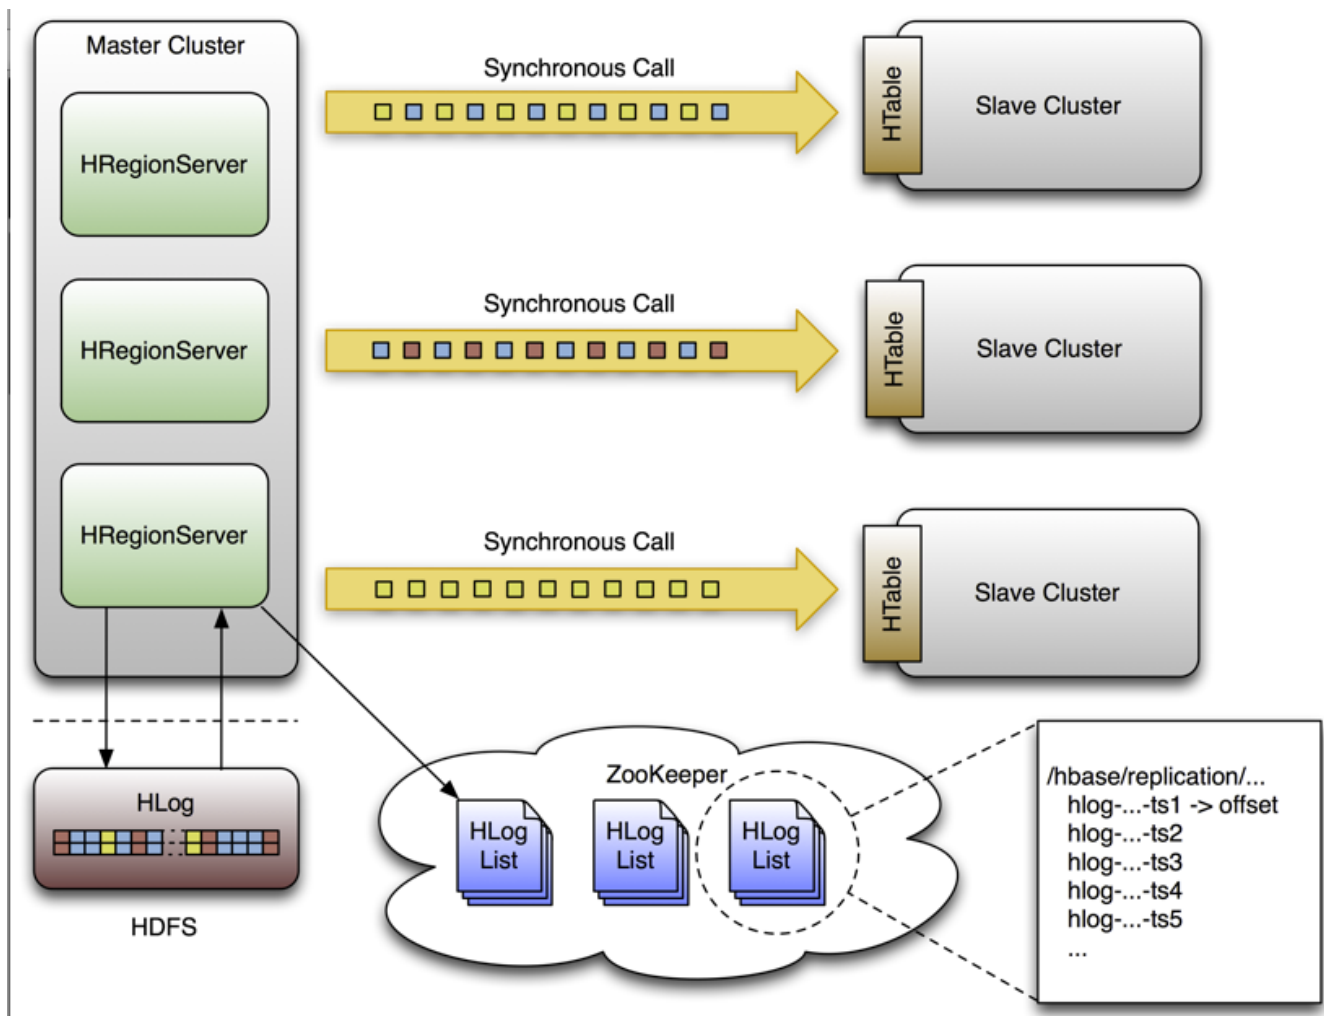 Master Cluster
HRegionServer
HRegionServer
HRegionServer
Synchronous Call
HTable
Slave Cluster
Synchronous Call
HTable
Slave Cluster
Synchronous Call
HTable
Slave Cluster
HLog
HDFS
ZooKeeper
HLog
List
HLog
List
HLog
List
/hbase/replication/...
hlog-...-ts1 -> offset
hlog-...-ts2
hlog-...-ts3
hlog-...-ts4
hlog-...-ts5
...